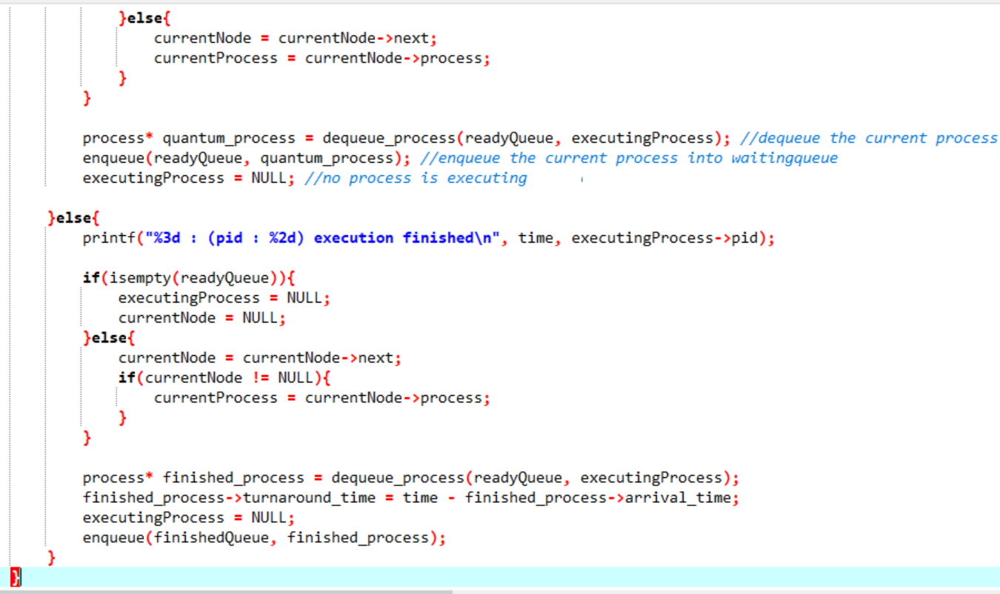 }else{
currentNode = currentNode->next;
currentProcess = currentNode->process;
}
}
process* quantum_process = dequeue_process(readyQueue, executingProcess); //dequeue the current process
enqueue(readyQueue, quantum_process); //enqueue the current process into waitingqueue
executingProcess = NULL; //no process is executing
}else{
printf("%3d : (pid : %2d) execution finished\n", time, executingProcess->pid);
if(isempty(readyQueue)){
executingProcess = NULL;
currentNode = NULL;
}else{
currentNode = currentNode->next;
if(currentNode != NULL){
currentProcess = currentNode->process;
}
}
process* finished_process = dequeue_process(readyQueue, executingProcess);
finished_process->turnaround_time = time - finished_process->arrival_time;
executingProcess = NULL;
enqueue(finishedQueue, finished_process);
}
}